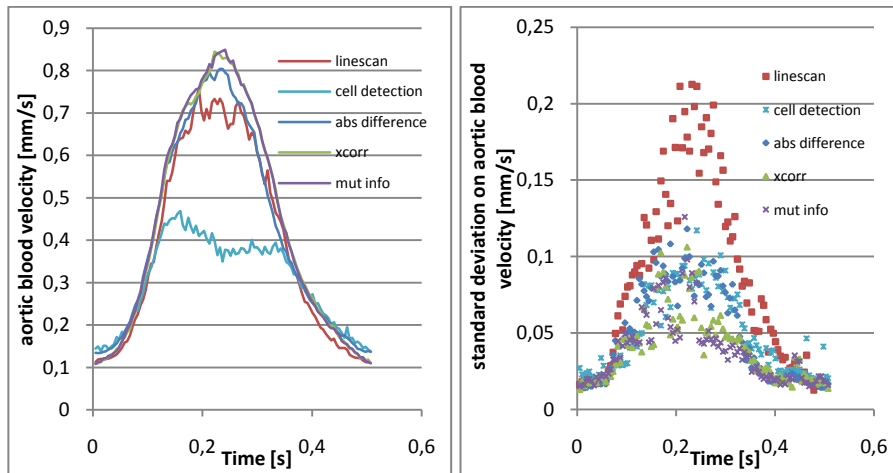 aortic blood velocity [mm/s]
0,9
0,8
0,7
0,6
0,5
0,4
0,3
0,2
0,1
0
linescan
cell detection
abs difference
xcorr
mut info
0
0,2
0,4
0,6
Time [s]
standard deviation on aortic blood
velocity [mm/s]
0,25
0,2
0,15
0,1
0,05
0
linescan
cell detection
abs difference
xcorr
mut info
0
0,2
0,4
0,6
Time [s]